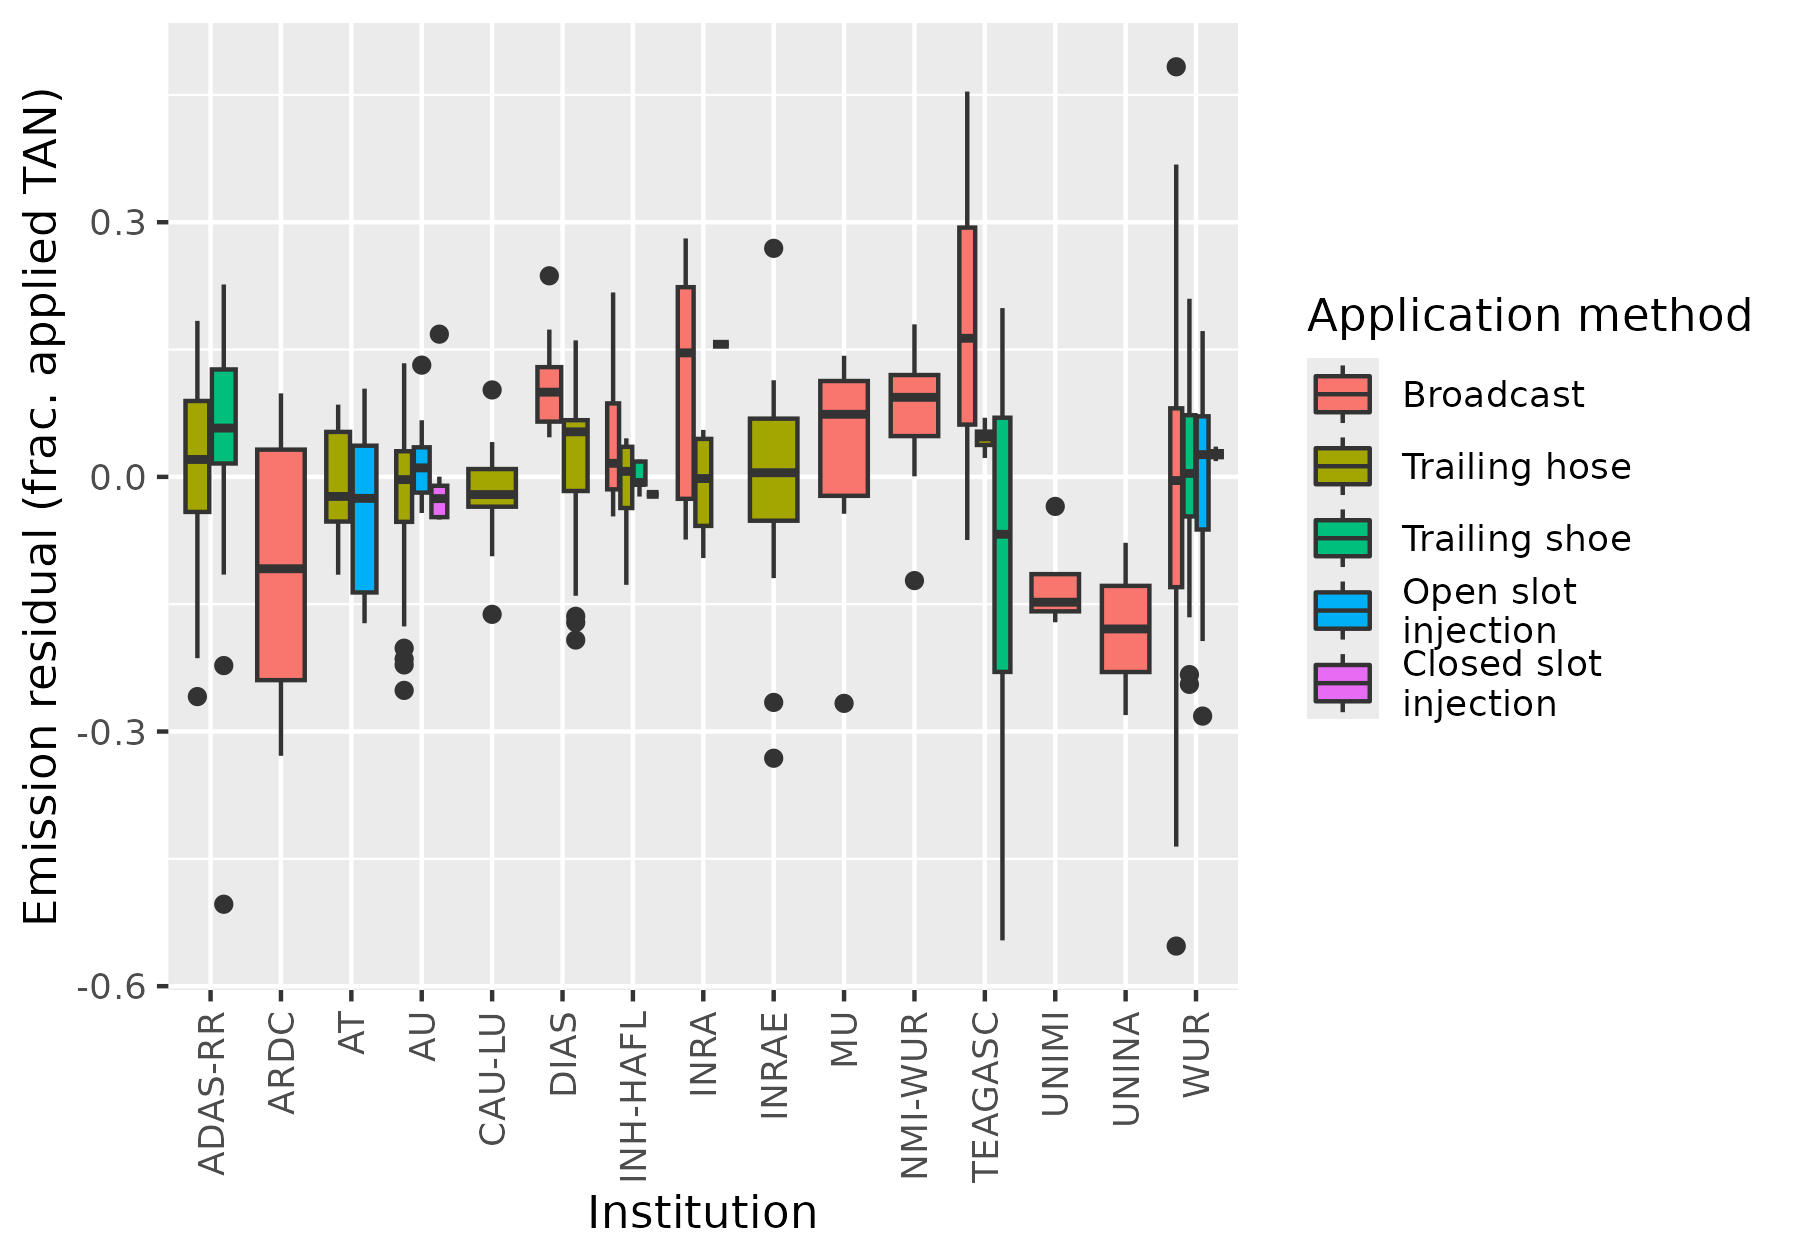 Emission residual (frac. applied TAN)
0.3
0.0
-0.3
-0.6
ADAS-RR
ARDC
AT
AU
CAU-LU
DIAS
INH-HAFL
INRA
INRAE
MU
NMI-WUR
TEAGASC
UNIMI
UNINA
WUR
Institution
Application method
Broadcast
Trailing hose
Trailing shoe
Open slot
injection
Closed slot
injection